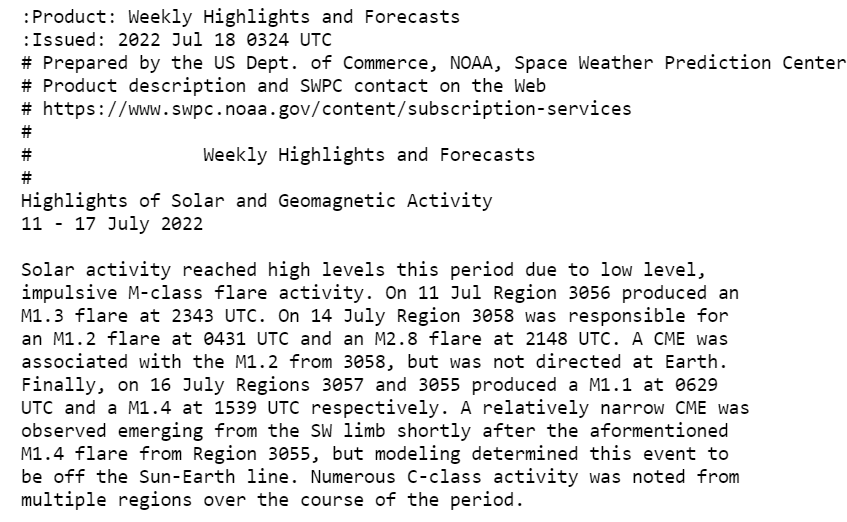 :Product: Weekly Highlights and Forecasts
:Issued: 2022 Jul 18 0324 UTC
# Prepared by the US Dept. of Commerce, NOAA, Space Weather Prediction Center
# Product description and SWPC contact on the Web
# https://www.swpc.noaa.gov/content/subscription-services
#
# Weekly Highlights and Forecasts
#
Highlights of Solar and Geomagnetic Activity
11 - 17 July 2022

Solar activity reached high levels this period due to low level,
impulsive M-class flare activity. On 11 Jul Region 3056 produced an
M1.3 flare at 2343 UTC. On 14 July Region 3058 was responsible for
an M1.2 flare at 0431 UTC and an M2.8 flare at 2148 UTC. A CME was
associated with the M1.2 from 3058, but was not directed at Earth.
Finally, on 16 July Regions 3057 and 3055 produced a M1.1 at 0629
UTC and a M1.4 at 1539 UTC respectively. A relatively narrow CME was
observed emerging from the SW limb shortly after the aformentioned
M1.4 flare from Region 3055, but modeling determined this event to
be off the Sun-Earth line. Numerous C-class activity was noted from
multiple regions over the course of the period.